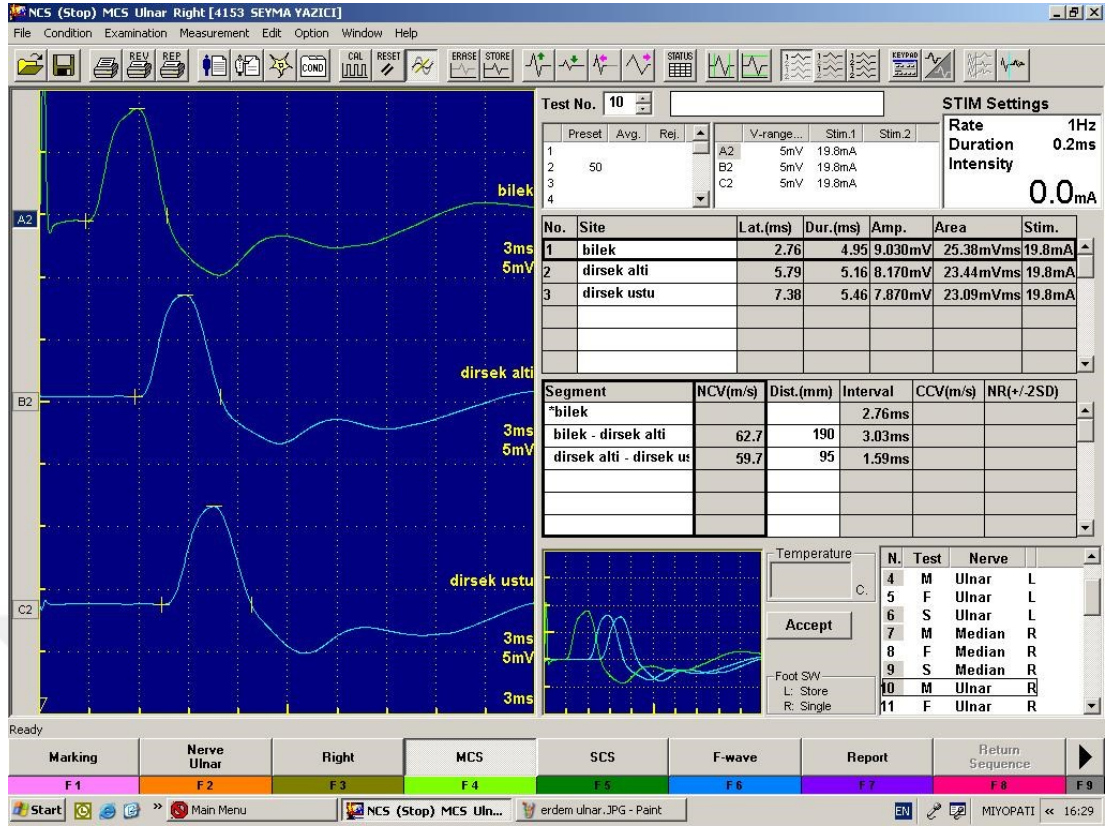 NCS (Stop) MCS Ulnar Right [4153 SEYMA YAZICI]
File Condition Examination Measurement Edit Option Window Help
REV REP COND CAL RESET ERASE STORE STATUS KEYPAD
Test No. 10
STIM Settings
Rate 1Hz
Duration 0.2ms
Intensity
0.0mA
Preset Avg. Rej.
1
2 50
3
4
V-range... Stim.1 Stim.2
A2 5mV 19.8mA
B2 5mV 19.8mA
C2 5mV 19.8mA
A2
bilek
3ms
5mV
B2
dirsek alti
3ms
5mV
C2
dirsek ustu
3ms
5mV
3ms
No. Site Lat.(ms) Dur.(ms) Amp. Area Stim.
1 bilek 2.76 4.95 9.030mV 25.38mVms 19.8mA
2 dirsek alti 5.79 5.16 8.170mV 23.44mVms 19.8mA
3 dirsek ustu 7.38 5.46 7.870mV 23.09mVms 19.8mA
Segment NCV(m/s) Dist.(mm) Interval CCV(m/s) NR(+/-2SD)
*bilek 2.76ms
bilek - dirsek alti 62.7 190 3.03ms
dirsek alti - dirsek us 59.7 95 1.59ms
Temperature
C.
Accept
Foot SW
L: Store
R: Single
N. Test Nerve
4 M Ulnar L
5 F Ulnar L
6 S Ulnar L
7 M Median R
8 F Median R
9 S Median R
10 M Ulnar R
11 F Ulnar R
Ready
Marking Nerve Ulnar Right MCS SCS F-wave Report Return Sequence
F1 F2 F3 F4 F5 F6 F7 F8 F9
Start » Main Menu NCS (Stop) MCS Uln... erdem ulnar.JPG - Paint EN MIYOPATI « 16:29